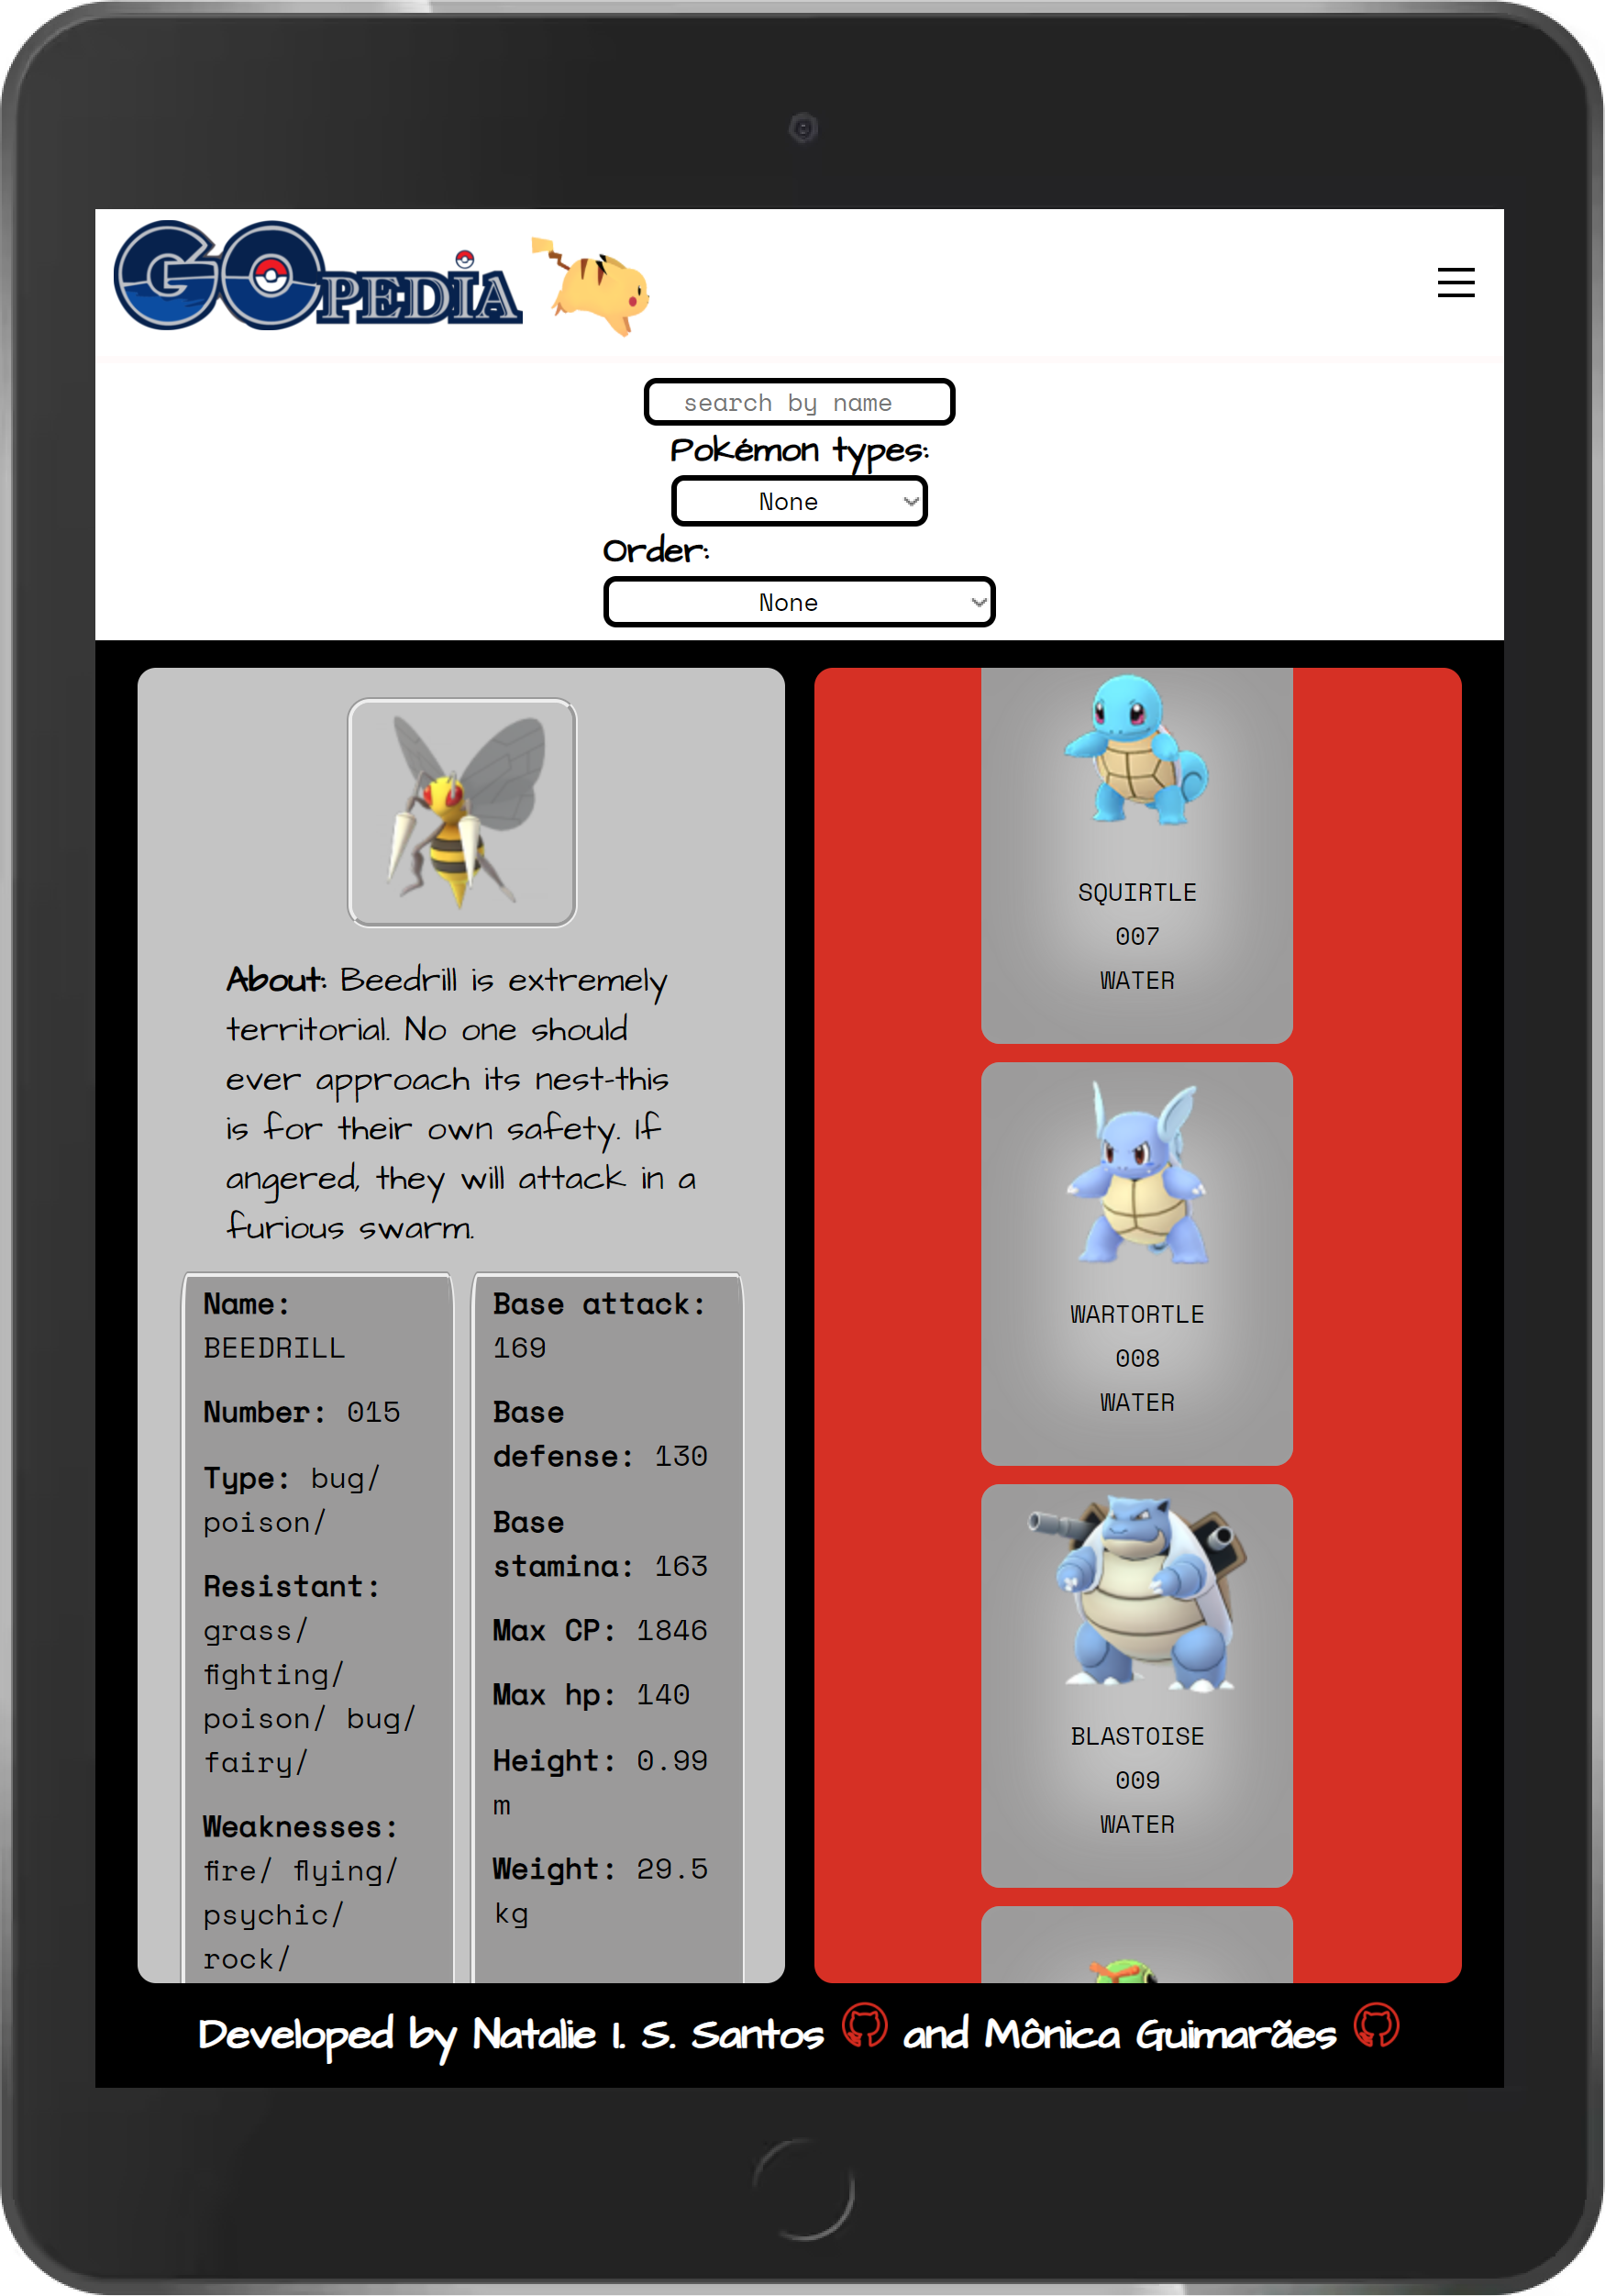 GOPEDIA
search by name
Pokémon types:
None
Order:
None
About: Beedrill is extremely
territorial. No one should
ever approach its nest-this
is for their own safety. If
angered, they will attack in a
furious swarm.
Name:
BEEDRILL
Number: 015
Type: bug/
poison/
Resistant:
grass/
fighting/
poison/ bug/
fairy/
Weaknesses:
fire/ flying/
psychic/
rock/
Base attack:
169
Base
defense: 130
Base
stamina: 163
Max CP: 1846
Max hp: 140
Height: 0.99
m
Weight: 29.5
kg
SQUIRTLE
007
WATER
WARTORTLE
008
WATER
BLASTOISE
009
WATER
Developed by Natalie I. S. Santos and Mônica Guimarães